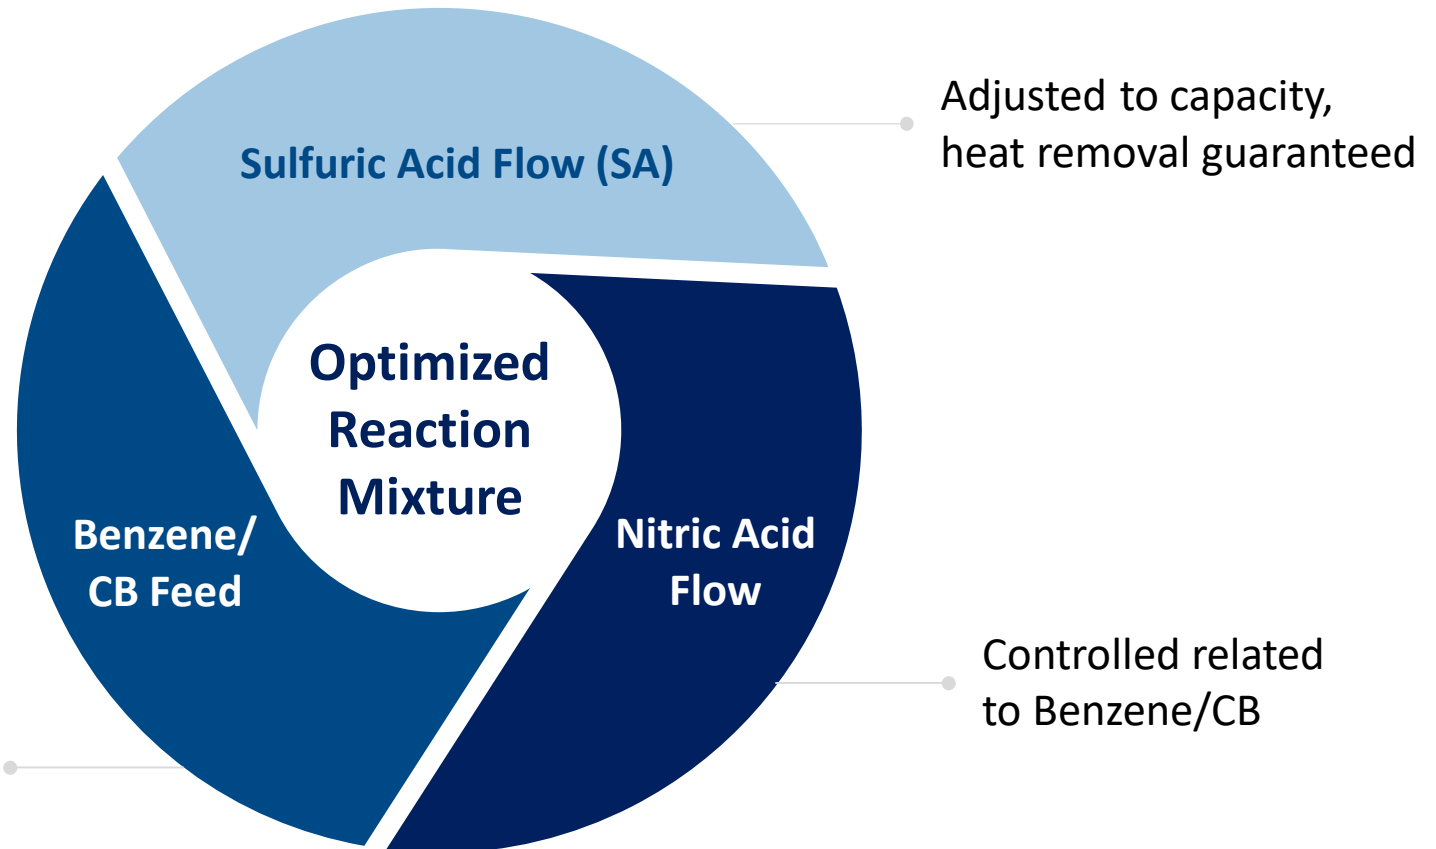 Adjusted to capacity,
heat removal guaranteed
Sulfuric Acid Flow (SA)
Optimized
Reaction
Mixture
Benzene/
CB Feed
Nitric Acid
Flow
Controlled related
to Benzene/CB